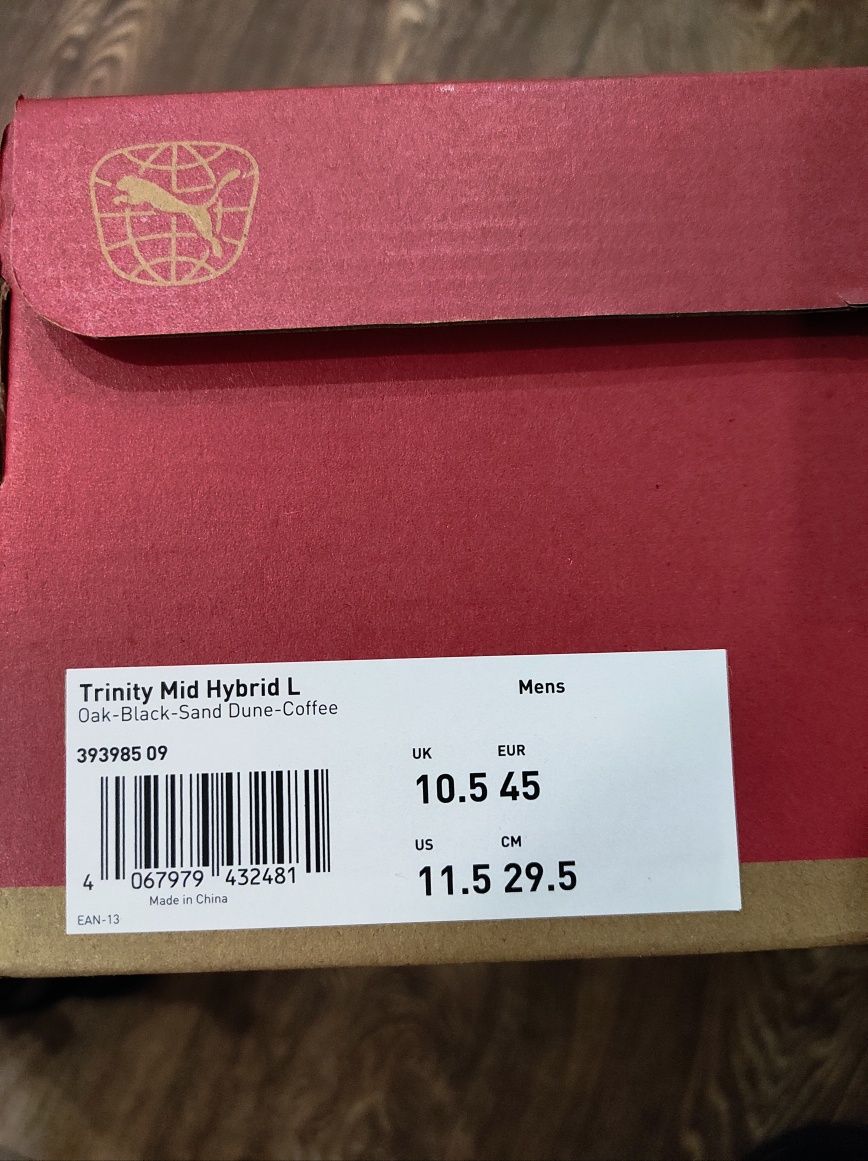 Trinity Mid Hybrid L
Mens
Oak-Black-Sand Dune-Coffee
393985 09
UK EUR
10.5 45
US CM
11.5 29.5
4 067979 432481
Made in China
EAN-13